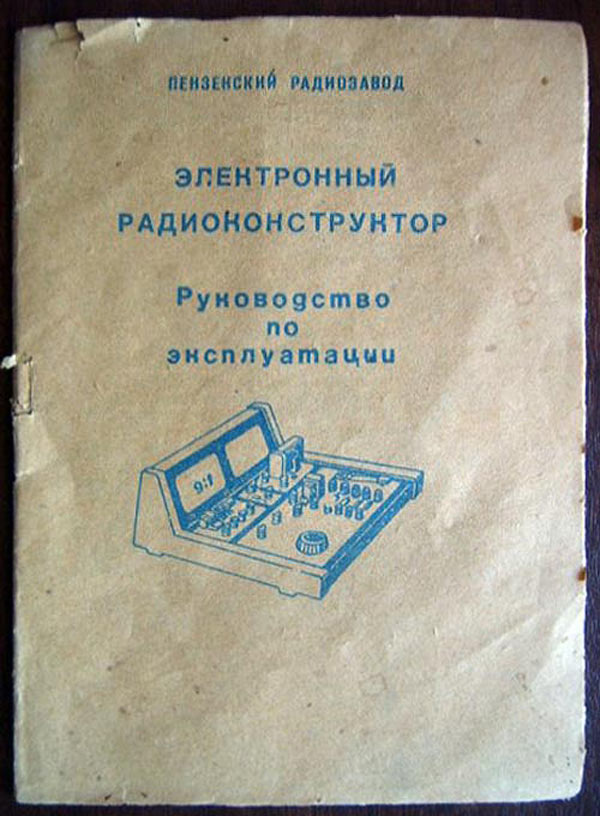 ПЕНЗЕНСКИЙ РАДИОЗАВОД
ЭЛЕКТРОННЫЙ
РАДИОКОНСТРУКТОР
Руководство
по
эксплуатации
9:1